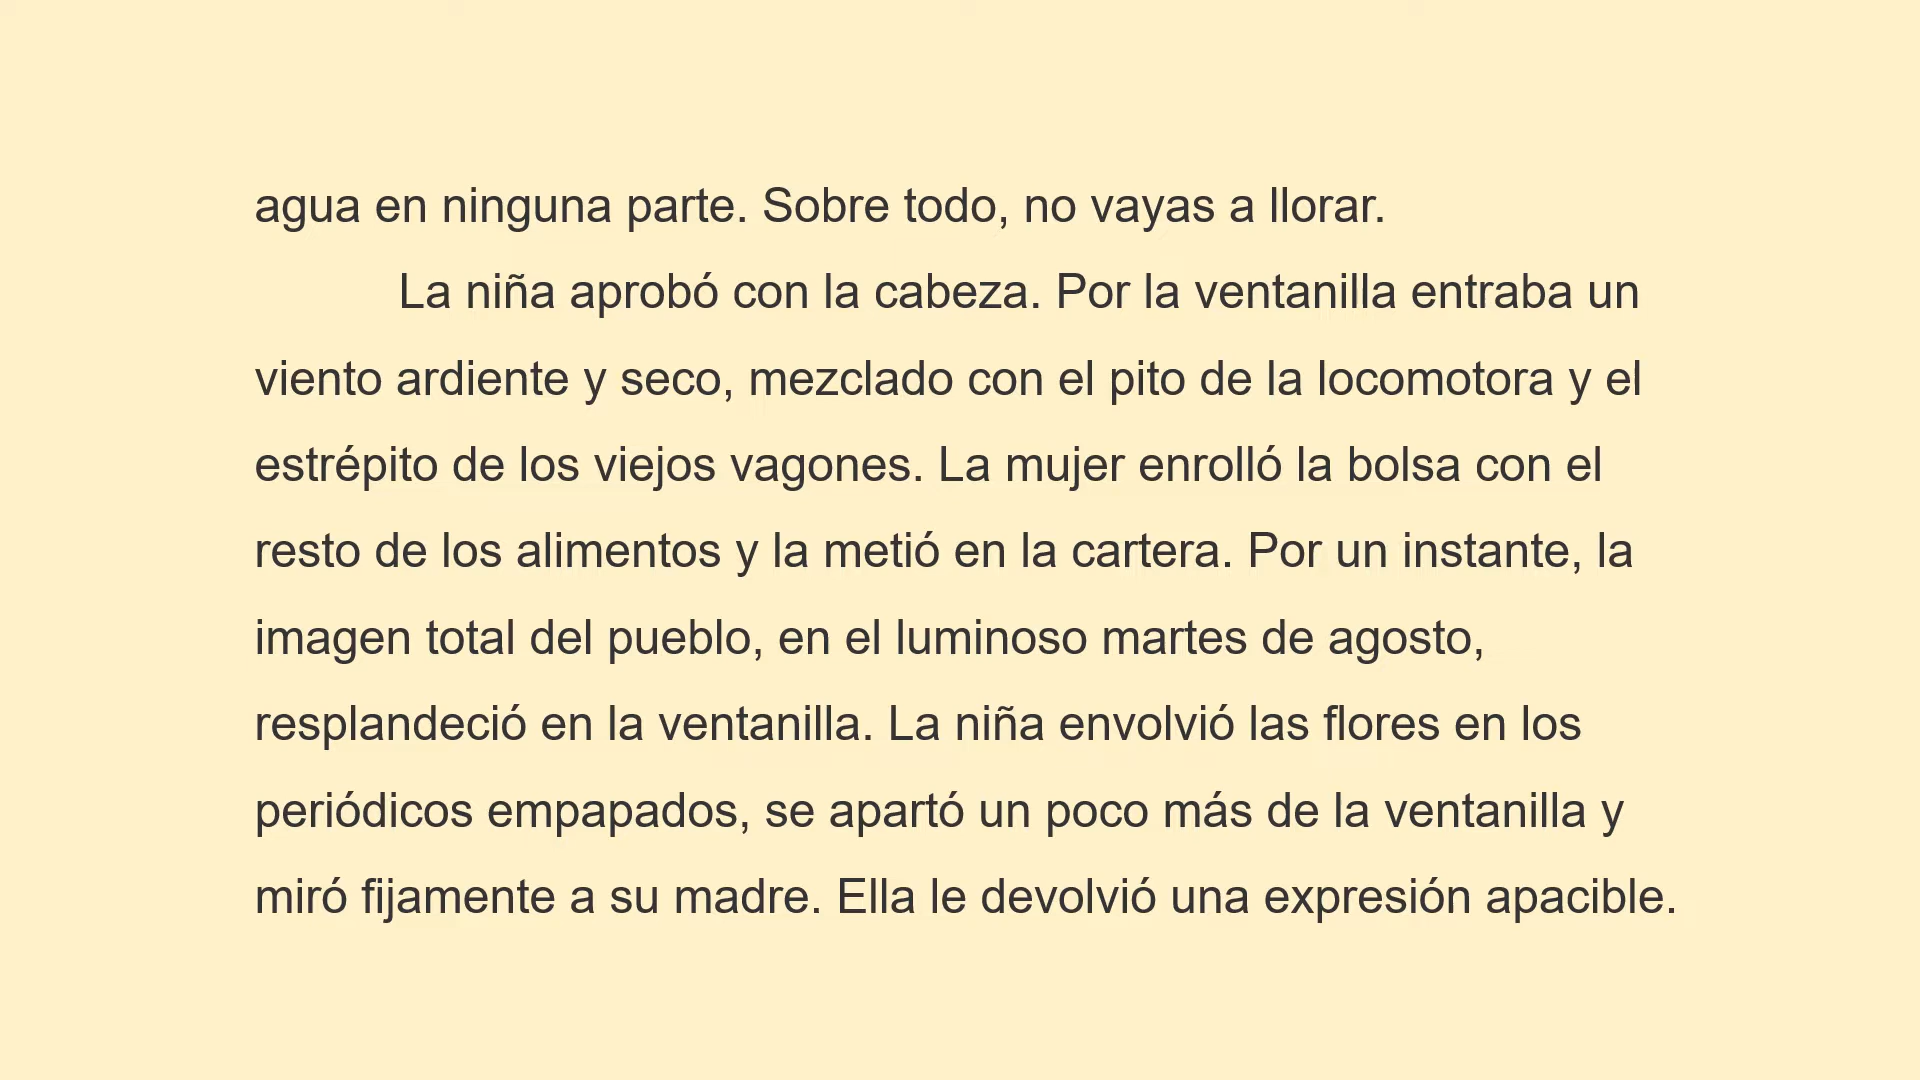 agua en ninguna parte. Sobre todo, no vayas a llorar.
La niña aprobó con la cabeza. Por la ventanilla entraba un
viento ardiente y seco, mezclado con el pito de la locomotora y el
estrépito de los viejos vagones. La mujer enrolló la bolsa con el
resto de los alimentos y la metió en la cartera. Por un instante, la
imagen total del pueblo, en el luminoso martes de agosto,
resplandeció en la ventanilla. La niña envolvió las flores en los
periódicos empapados, se apartó un poco más de la ventanilla y
miró fijamente a su madre. Ella le devolvió una expresión apacible.